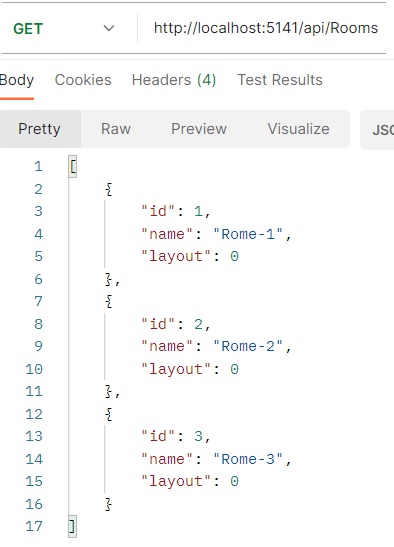 GET http://localhost:5141/api/Rooms
Body Cookies Headers (4) Test Results
Pretty Raw Preview Visualize JSO
1 [
2 {
3 "id": 1,
4 "name": "Rome-1",
5 "layout": 0
6 },
7 {
8 "id": 2,
9 "name": "Rome-2",
10 "layout": 0
11 },
12 {
13 "id": 3,
14 "name": "Rome-3",
15 "layout": 0
16 }
17 ]